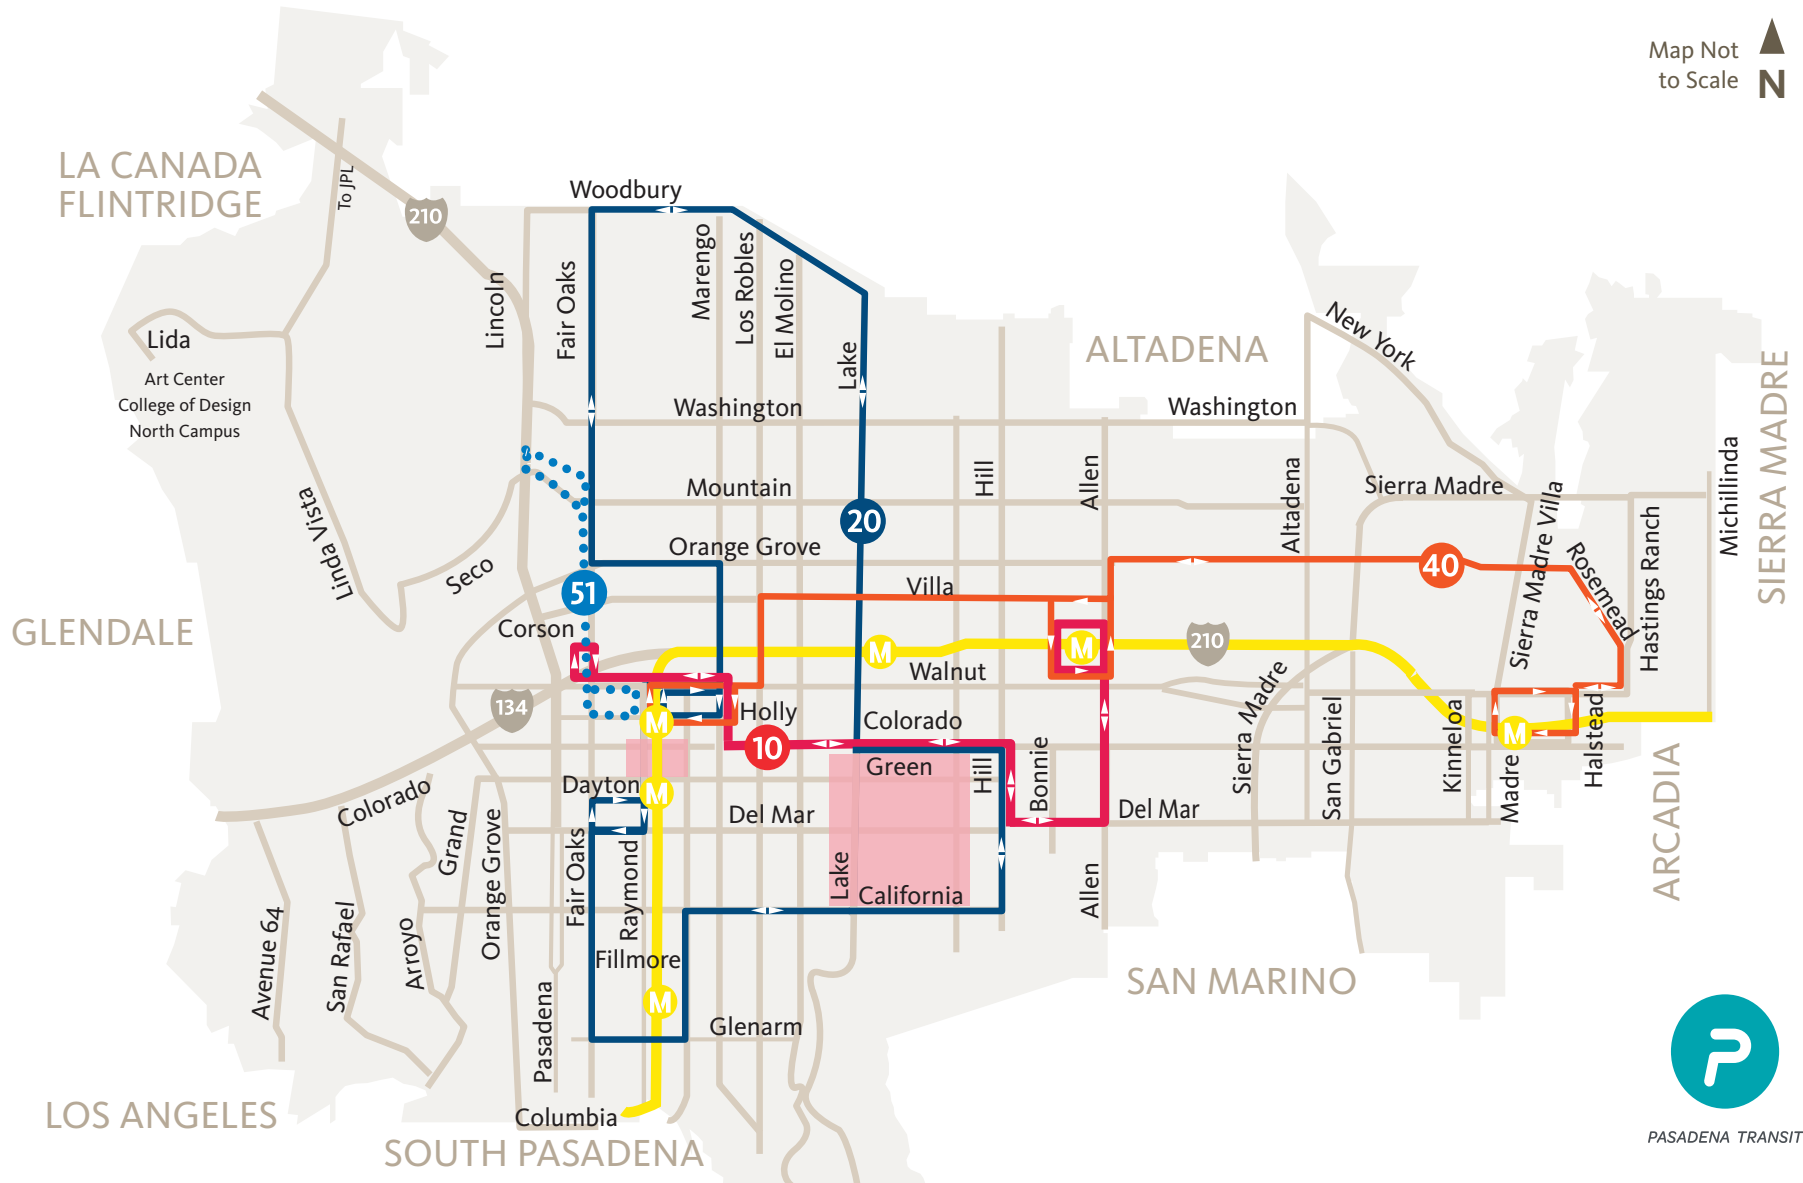 Map Not
to Scale
N
LA CANADA
FLINTRIDGE
To JPL
210
Woodbury
Lincoln
Fair Oaks
Marengo
Los Robles
El Molino
Lake
Lida
Art Center
College of Design
North Campus
ALTADENA
New York
SIERRA MADRE
Washington
Washington
Michillinda
Linda Vista
Seco
Mountain
20
Hill
Allen
Altadena
Sierra Madre
Sierra Madre Villa
Rosemead
Hastings Ranch
Orange Grove
40
51
Villa
GLENDALE
Corson
M
M
210
Walnut
134
M
Holly
10
Colorado
Green
Hill
Bonnie
Sierra Madre
San Gabriel
Kinneloa
M
Madre
Halstead
ARCADIA
Colorado
Dayton
M
Del Mar
Del Mar
Grand
Orange Grove
Fair Oaks
Raymond
Lake
California
Allen
Avenue 64
San Rafael
Arroyo
Fillmore
SAN MARINO
M
Pasadena
Glenarm
LOS ANGELES
Columbia
SOUTH PASADENA
P
PASADENA TRANSIT